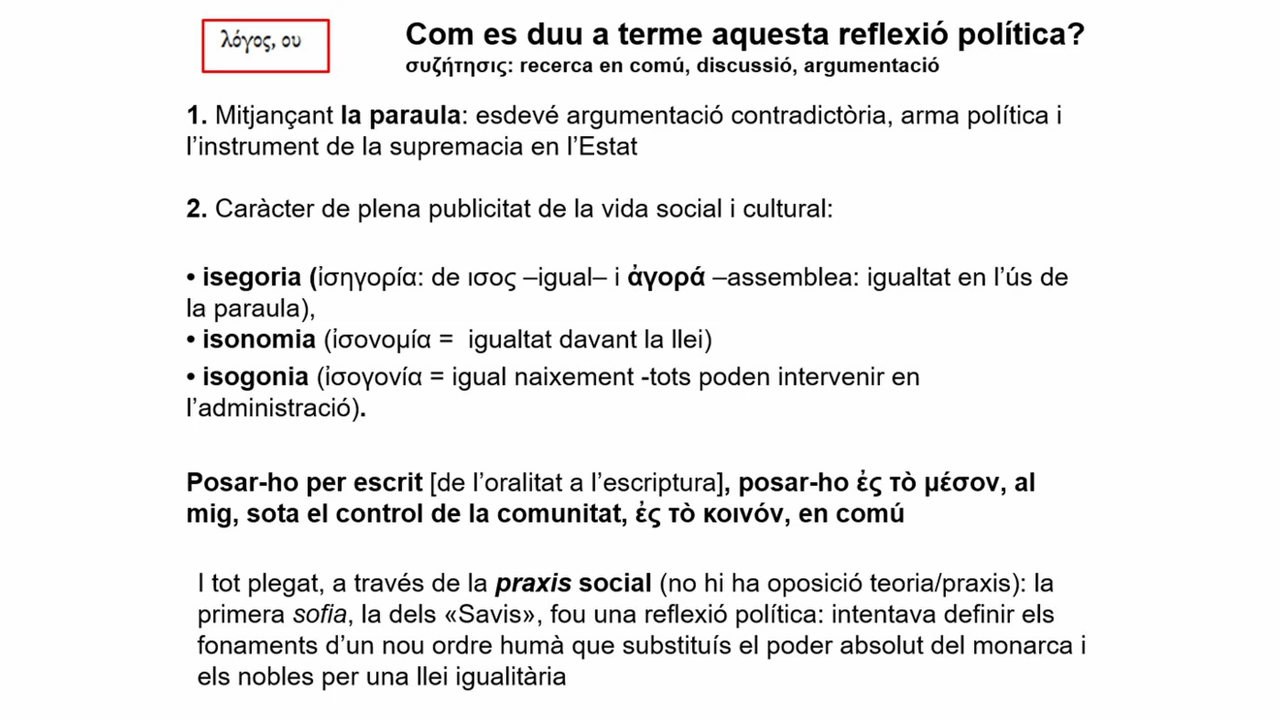 λόγος, ου
Com es duu a terme aquesta reflexió política?
συζήτησις: recerca en comú, discussió, argumentació
1. Mitjançant la paraula: esdevé argumentació contradictòria, arma política i
l’instrument de la supremacia en l’Estat
2. Caràcter de plena publicitat de la vida social i cultural:
• isegoria (ἰσηγορία: de ισος –igual– i ἀγορά –assemblea: igualtat en l’ús de
la paraula),
• isonomia (ἰσονομία = igualtat davant la llei)
• isogonia (ἰσογονία = igual naixement -tots poden intervenir en
l’administració).
Posar-ho per escrit [de l’oralitat a l’escriptura], posar-ho ἐς τὸ μέσον, al
mig, sota el control de la comunitat, ἐς τὸ κοινόν, en comú
I tot plegat, a través de la praxis social (no hi ha oposició teoria/praxis): la
primera sofia, la dels «Savis», fou una reflexió política: intentava definir els
fonaments d’un nou ordre humà que substituís el poder absolut del monarca i
els nobles per una llei igualitària